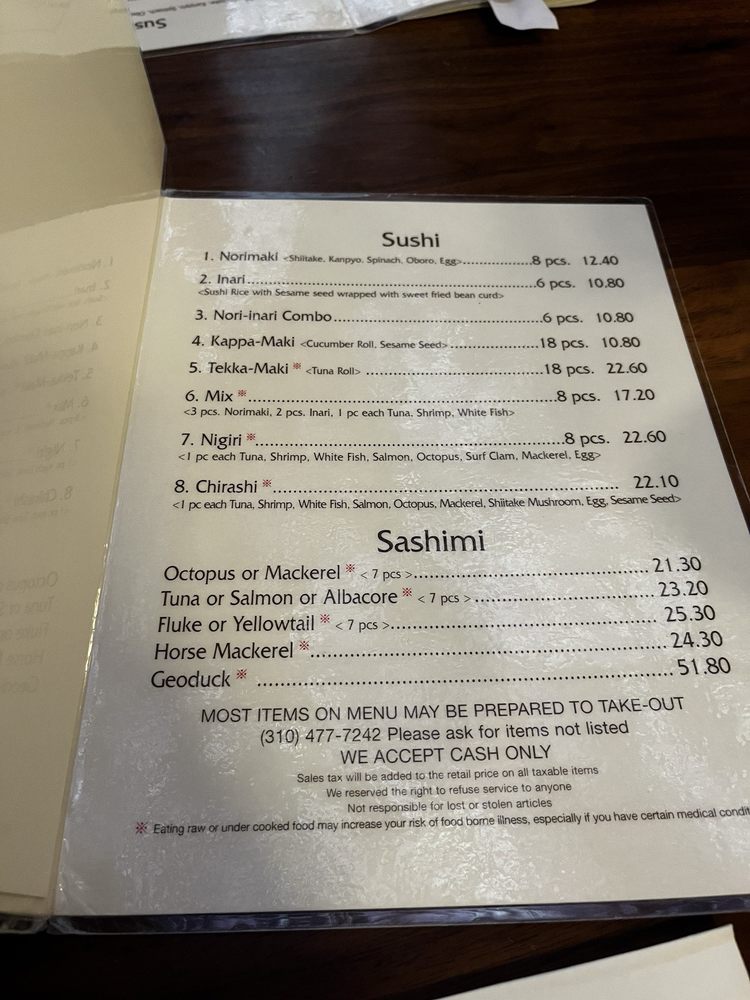 Sushi
1. Norimaki <Shiitake, Kanpyo, Spinach, Oboro, Egg>..................8 pcs. 12.40
2. Inari..............................................................................6 pcs. 10.80
<Sushi Rice with Sesame seed wrapped with sweet fried bean curd>
3. Nori-inari Combo..........................................................6 pcs. 10.80
4. Kappa-Maki <Cucumber Roll, Sesame Seed>.......................18 pcs. 10.80
5. Tekka-Maki ※ <Tuna Roll> ..............................................18 pcs. 22.60
6. Mix ※..............................................................................8 pcs. 17.20
<3 pcs. Norimaki, 2 pcs. Inari, 1 pc each Tuna, Shrimp, White Fish>
7. Nigiri ※..........................................................................8 pcs. 22.60
<1 pc each Tuna, Shrimp, White Fish, Salmon, Octopus, Surf Clam, Mackerel, Egg>
8. Chirashi ※.......................................................................... 22.10
<1 pc each Tuna, Shrimp, White Fish, Salmon, Octopus, Mackerel, Shiitake Mushroom, Egg, Sesame Seed>
Sashimi
Octopus or Mackerel ※ < 7 pcs >..........................................21.30
Tuna or Salmon or Albacore ※ < 7 pcs >................................23.20
Fluke or Yellowtail ※ < 7 pcs >............................................. 25.30
Horse Mackerel ※................................................................24.30
Geoduck ※ .........................................................................51.80
MOST ITEMS ON MENU MAY BE PREPARED TO TAKE-OUT
(310) 477-7242 Please ask for items not listed
WE ACCEPT CASH ONLY
Sales tax will be added to the retail price on all taxable items
We reserved the right to refuse service to anyone
Not responsible for lost or stolen articles
※ Eating raw or under cooked food may increase your risk of food borne illness, especially if you have certain medical condit